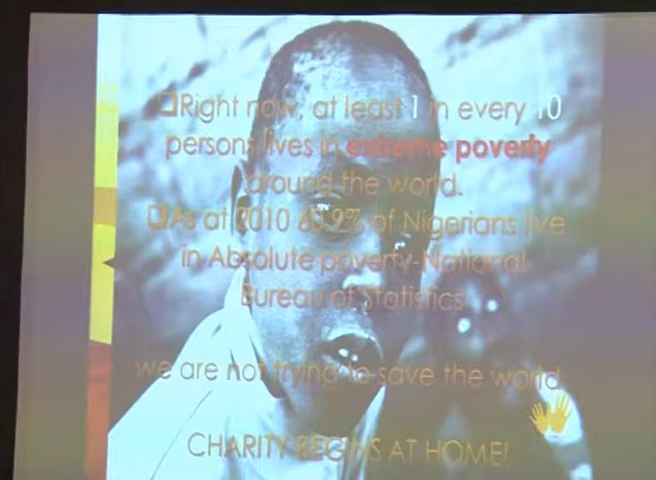 Right now, at least 1 in every 10
persons lives in extreme poverty
around the world.
As at 2010 60.9% of Nigerians live
in Absolute poverty-National
Bureau of Statistics
we are not trying to save the world
CHARITY BEGINS AT HOME!